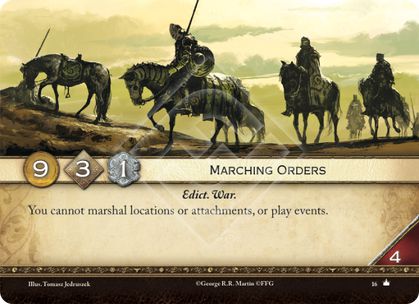 9 3 1 Marching Orders
Edict. War.
You cannot marshal locations or attachments, or play events.
4
Illus. Tomasz Jedruszek ©George R.R. Martin ©FFG 16